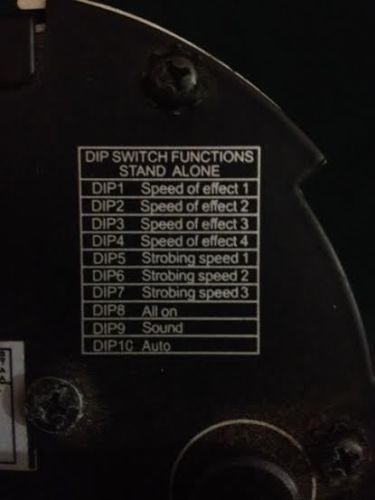 DIP SWITCH FUNCTIONS
STAND ALONE
DIP1 Speed of effect 1
DIP2 Speed of effect 2
DIP3 Speed of effect 3
DIP4 Speed of effect 4
DIP5 Strobing speed 1
DIP6 Strobing speed 2
DIP7 Strobing speed 3
DIP8 All on
DIP9 Sound
DIP10 Auto